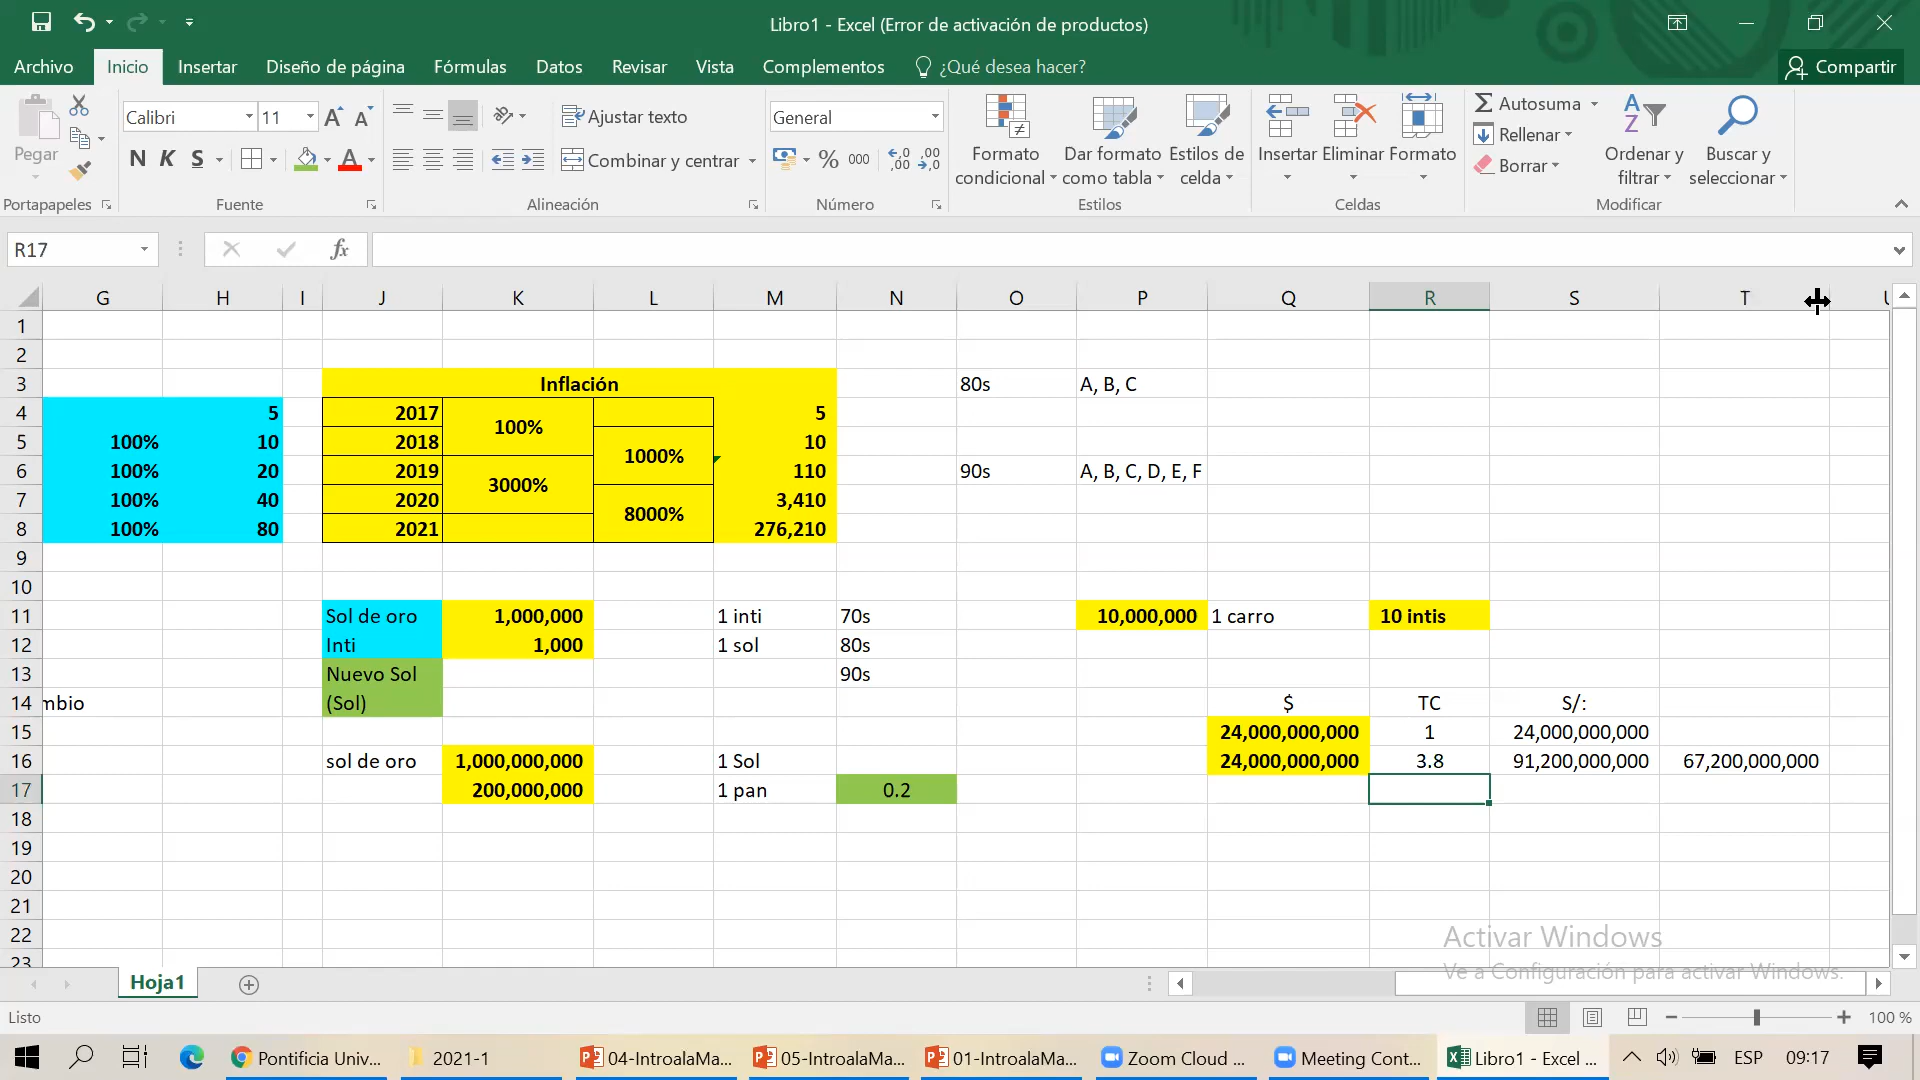 Libro1 - Excel (Error de activación de productos)
Archivo Inicio Insertar Diseño de página Fórmulas Datos Revisar Vista Complementos ¿Qué desea hacer? Compartir
Pegar
Portapapeles
Calibri 11
N K S
Fuente
Ajustar texto
Combinar y centrar
Alineación
General
% 000
Número
Formato condicional
Dar formato como tabla
Estilos de celda
Estilos
Insertar Eliminar Formato
Celdas
Autosuma
Rellenar
Borrar
Ordenar y filtrar
Buscar y seleccionar
Modificar
R17 fx
G H I J K L M N O P Q R S T
1
2
3 Inflación 80s A, B, C
4 5 2017 100% 5
5 100% 10 2018 1000% 10
6 100% 20 2019 3000% 110 90s A, B, C, D, E, F
7 100% 40 2020 8000% 3,410
8 100% 80 2021 276,210
9
10
11 Sol de oro 1,000,000 1 inti 70s 10,000,000 1 carro 10 intis
12 Inti 1,000 1 sol 80s
13 Nuevo Sol 90s
14 mbio (Sol) $ TC S/:
15 24,000,000,000 1 24,000,000,000
16 sol de oro 1,000,000,000 1 Sol 24,000,000,000 3.8 91,200,000,000 67,200,000,000
17 200,000,000 1 pan 0.2
18
19
20
21
22
23
Activar Windows
Ve a Configuración para activar Windows.
Hoja1
Listo 100 %
Pontificia Univ... 2021-1 04-IntroalaMa... 05-IntroalaMa... 01-IntroalaMa... Zoom Cloud ... Meeting Cont... Libro1 - Excel ... ESP 09:17